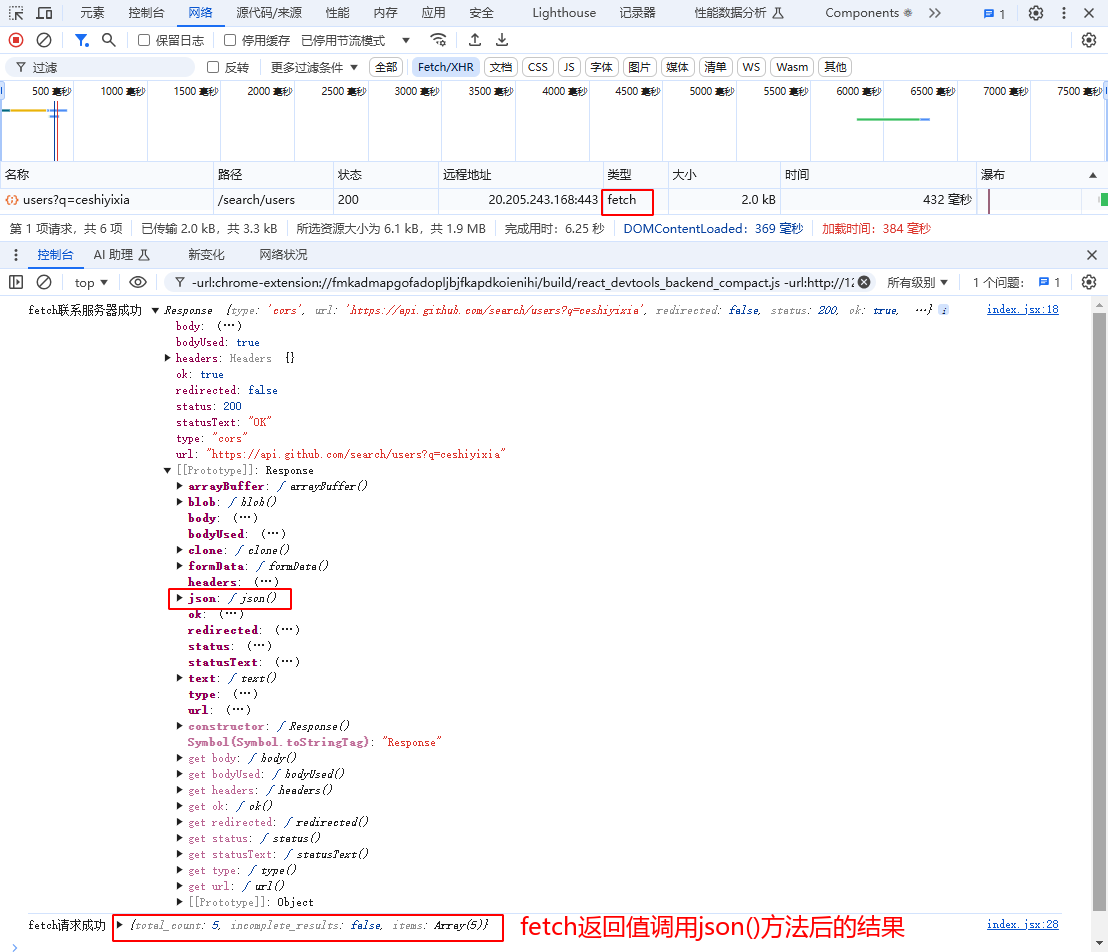 元素 控制台 网络 源代码/来源 性能 内存 应用 安全 Lighthouse 记录器 性能数据分析 Components 1
保留日志 停用缓存 已停用节流模式
过滤 反转 更多过滤条件 全部 Fetch/XHR 文档 CSS JS 字体 图片 媒体 清单 WS Wasm 其他
500 毫秒 1000 毫秒 1500 毫秒 2000 毫秒 2500 毫秒 3000 毫秒 3500 毫秒 4000 毫秒 4500 毫秒 5000 毫秒 5500 毫秒 6000 毫秒 6500 毫秒 7000 毫秒 7500 毫秒
名称 路径 状态 远程地址 类型 大小 时间 瀑布
users?q=ceshiyixia /search/users 200 20.205.243.168:443 fetch 2.0 kB 432 毫秒
第 1 项请求，共 6 项 已传输 2.0 kB，共 3.3 kB 所选资源大小为 6.1 kB，共 1.9 MB 完成用时：6.25 秒 DOMContentLoaded：369 毫秒 加载时间：384 毫秒
控制台 AI 助理 新变化 网络状况
top -url:chrome-extension://fmkadmapgofadopljbjfkapdkoienihi/build/react_devtools_backend_compact.js -url:http://12 所有级别 1 个问题： 1
fetch联系服务器成功 Response {type: 'cors', url: 'https://api.github.com/search/users?q=ceshiyixia', redirected: false, status: 200, ok: true, …} index.jsx:18
body: (...)
bodyUsed: true
headers: Headers {}
ok: true
redirected: false
status: 200
statusText: "OK"
type: "cors"
url: "https://api.github.com/search/users?q=ceshiyixia"
[[Prototype]]: Response
arrayBuffer: ƒ arrayBuffer()
blob: ƒ blob()
body: (...)
bodyUsed: (...)
clone: ƒ clone()
formData: ƒ formData()
headers: (...)
json: ƒ json()
ok: (...)
redirected: (...)
status: (...)
statusText: (...)
text: ƒ text()
type: (...)
url: (...)
constructor: ƒ Response()
Symbol(Symbol.toStringTag): "Response"
get body: ƒ body()
get bodyUsed: ƒ bodyUsed()
get headers: ƒ headers()
get ok: ƒ ok()
get redirected: ƒ redirected()
get status: ƒ status()
get statusText: ƒ statusText()
get type: ƒ type()
get url: ƒ url()
[[Prototype]]: Object
fetch请求成功 {total_count: 5, incomplete_results: false, items: Array(5)} fetch返回值调用json()方法后的结果 index.jsx:28